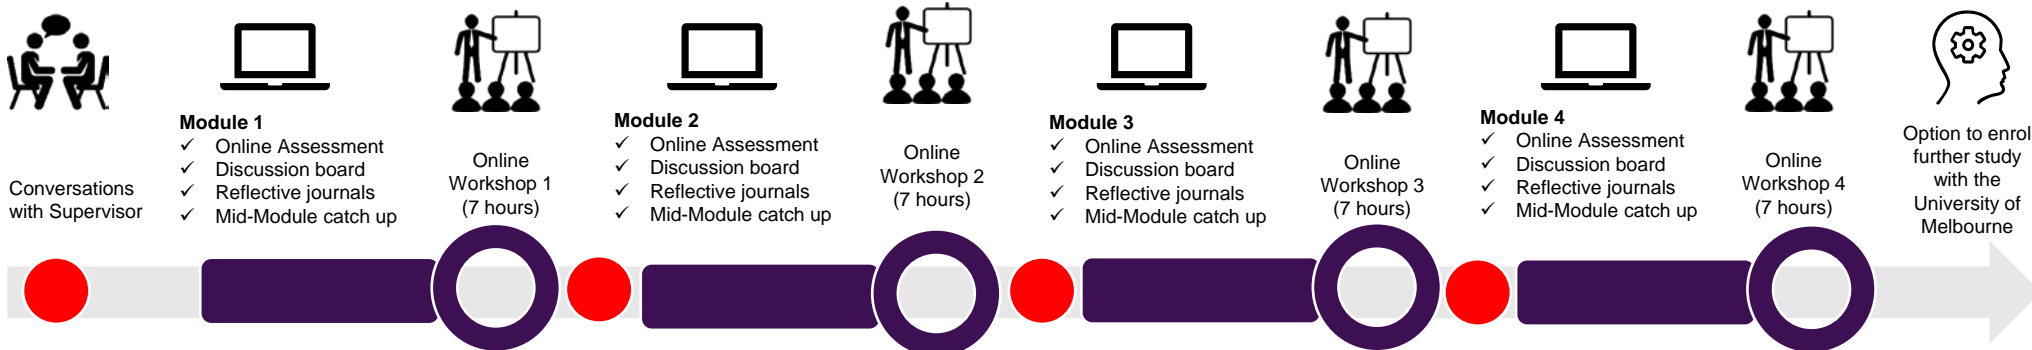 Conversations
with Supervisor
Module 1
✓ Online Assessment
✓ Discussion board
✓ Reflective journals
✓ Mid-Module catch up
Online
Workshop 1
(7 hours)
Module 2
✓ Online Assessment
✓ Discussion board
✓ Reflective journals
✓ Mid-Module catch up
Online
Workshop 2
(7 hours)
Module 3
✓ Online Assessment
✓ Discussion board
✓ Reflective journals
✓ Mid-Module catch up
Online
Workshop 3
(7 hours)
Module 4
✓ Online Assessment
✓ Discussion board
✓ Reflective journals
✓ Mid-Module catch up
Online
Workshop 4
(7 hours)
Option to enrol
further study
with the
University of
Melbourne